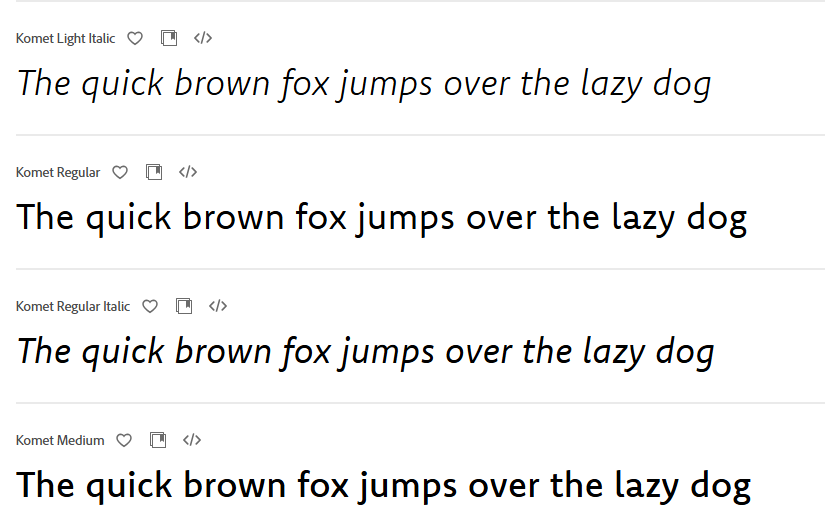 Komet Light Italic
The quick brown fox jumps over the lazy dog
Komet Regular
The quick brown fox jumps over the lazy dog
Komet Regular Italic
The quick brown fox jumps over the lazy dog
Komet Medium
The quick brown fox jumps over the lazy dog